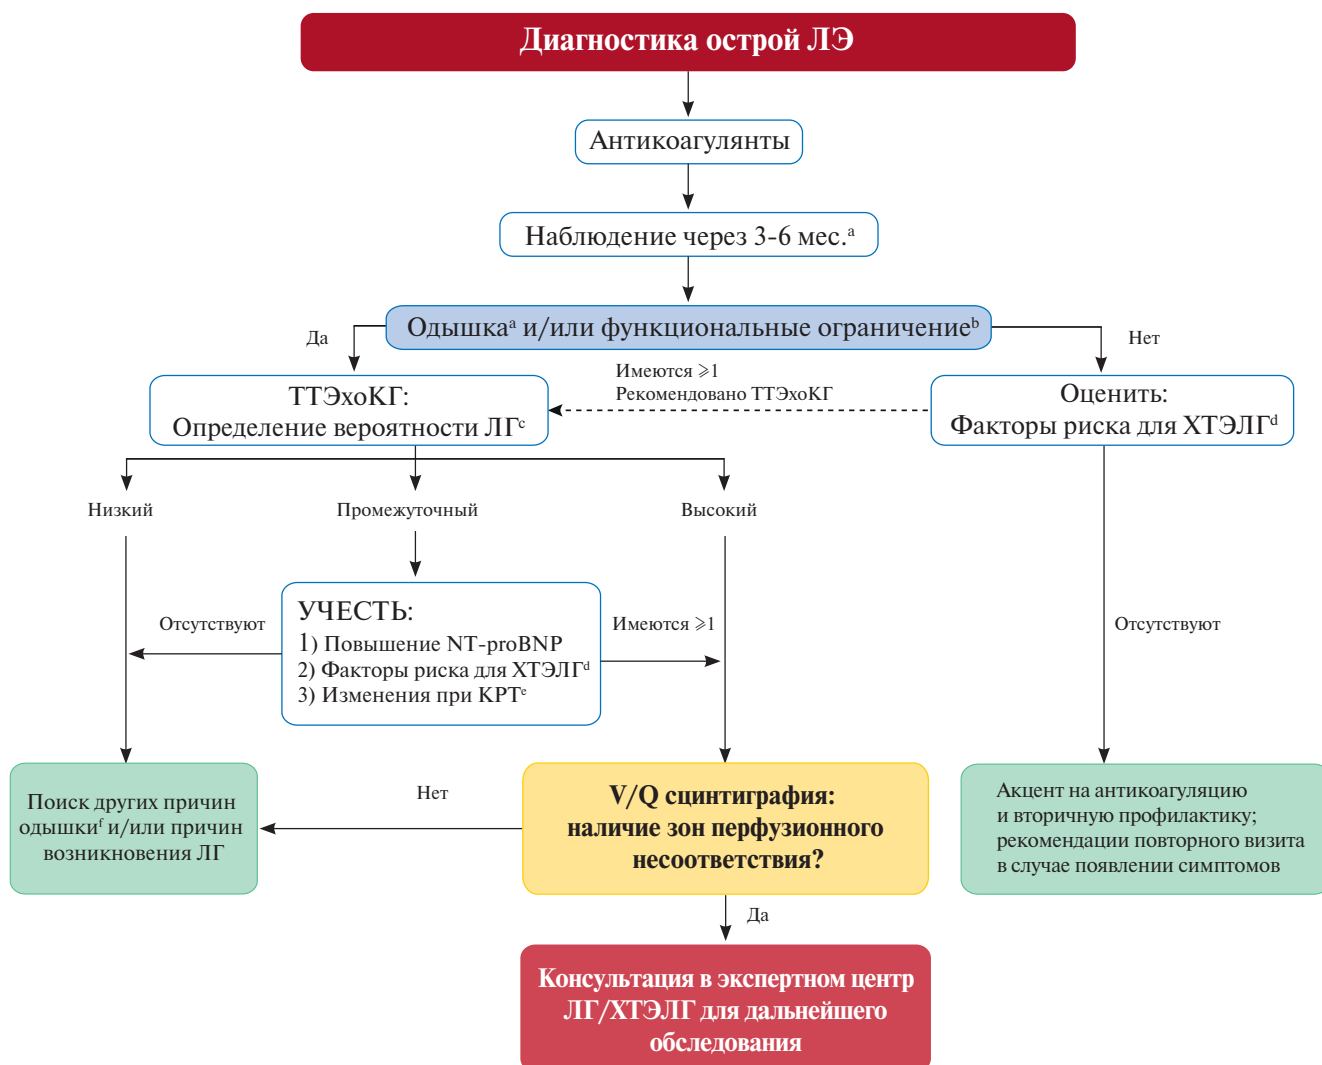 Диагностика острой ЛЭ
Антикоагулянты
Наблюдение через 3-6 мес.ᵃ
Одышкаᵃ и/или функциональные ограничениеᵇ
Да
Нет
ТТЭхоКГ:
Определение вероятности ЛГᶜ
Имеются ⩾1
Рекомендовано ТТЭхоКГ
Оценить:
Факторы риска для ХТЭЛГᵈ
Низкий
Промежуточный
Высокий
УЧЕСТЬ:
1) Повышение NT-proBNP
2) Факторы риска для ХТЭЛГᵈ
3) Изменения при КРТᵉ
Отсутствуют
Имеются ⩾1
Отсутствуют
Поиск других причин
одышкиᶠ и/или причин
возникновения ЛГ
Нет
V/Q сцинтиграфия:
наличие зон перфузионного
несоответствия?
Акцент на антикоагуляцию
и вторичную профилактику;
рекомендации повторного визита
в случае появлении симптомов
Да
Консультация в экспертном центр
ЛГ/ХТЭЛГ для дальнейшего
обследования